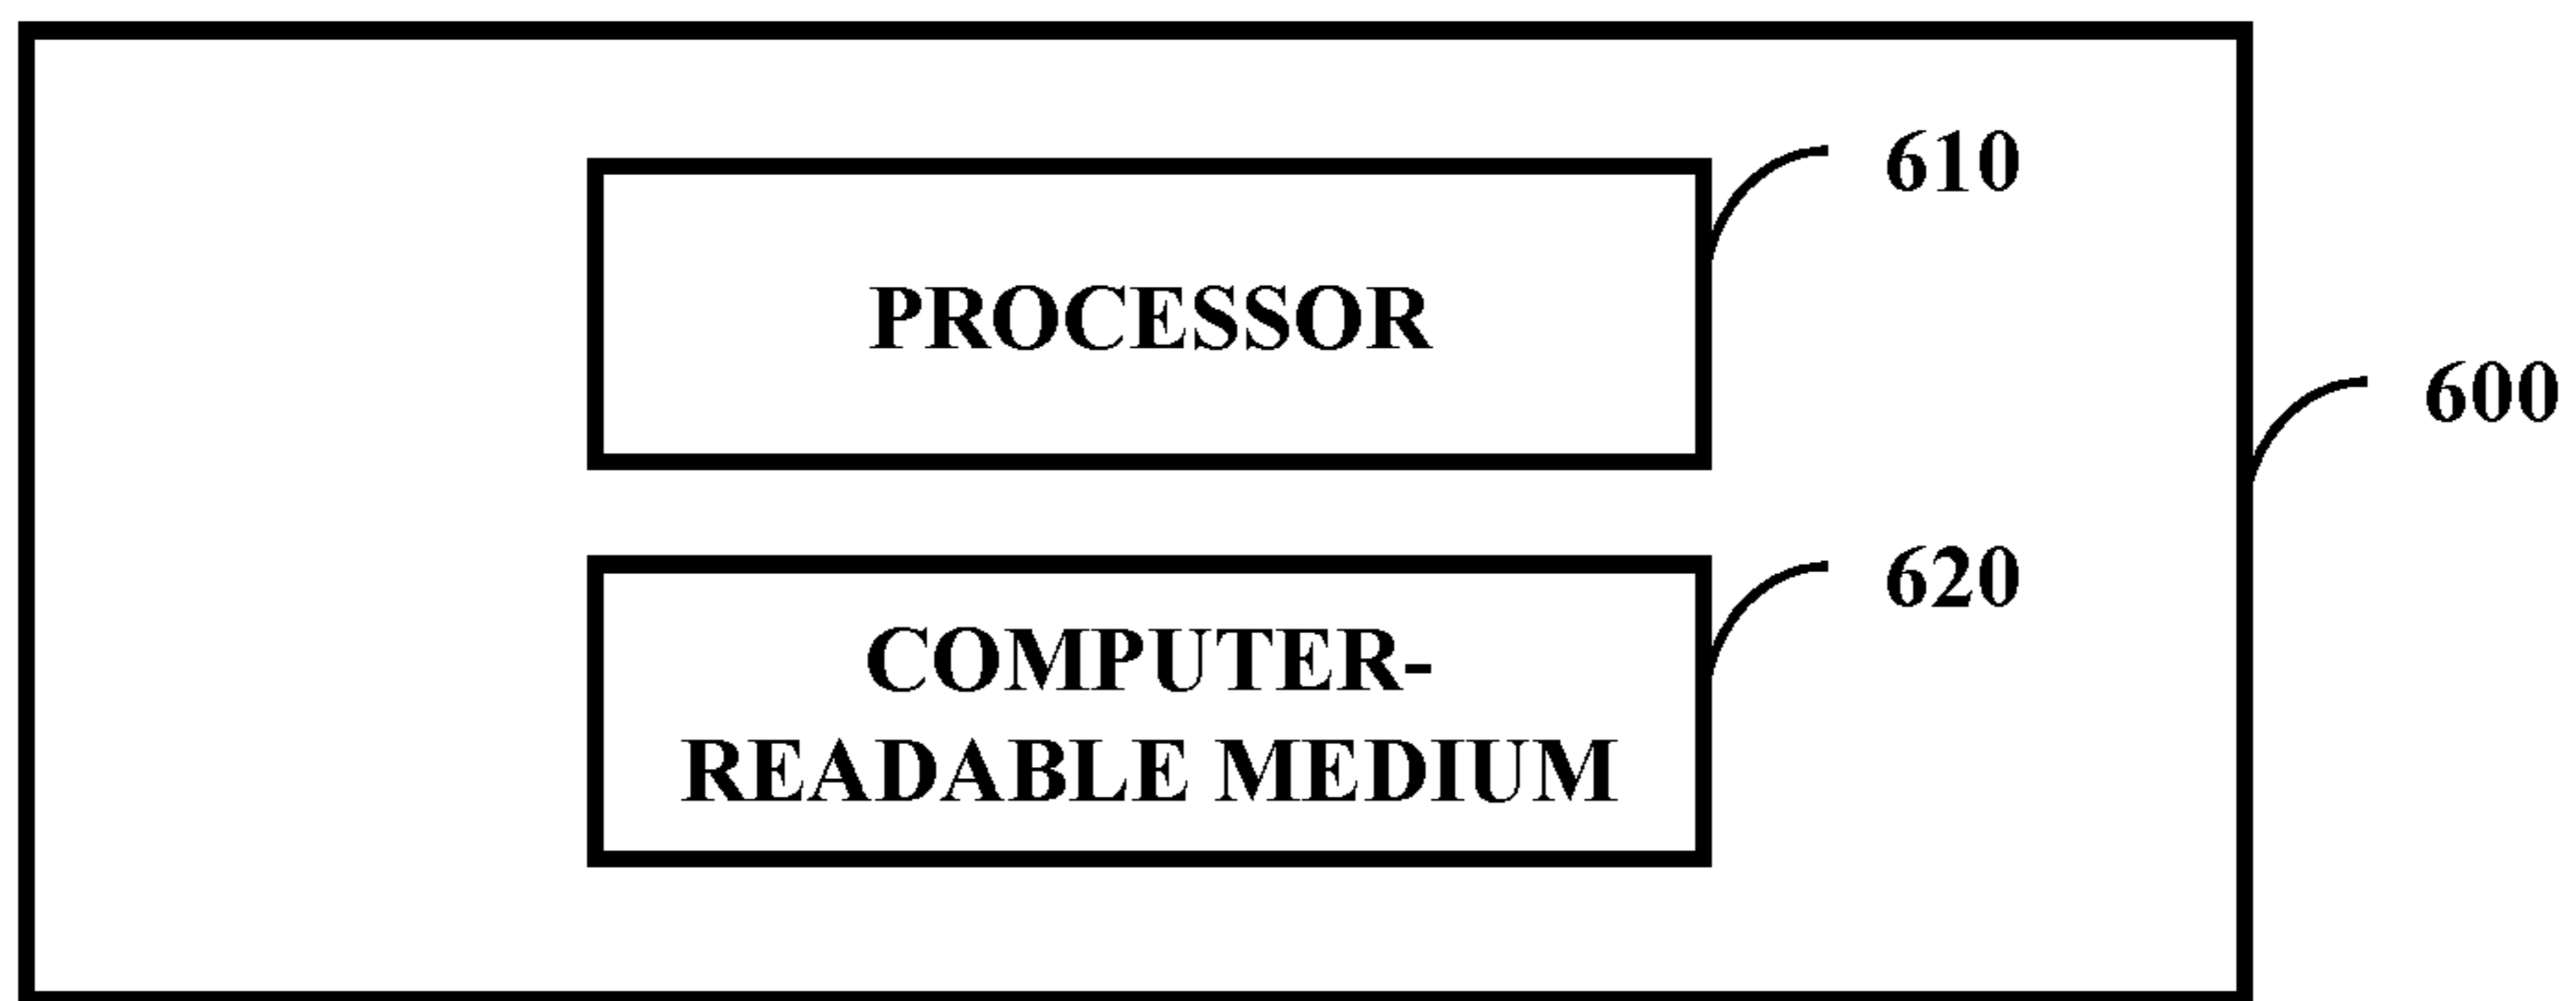 610
PROCESSOR
600
620
COMPUTER-
READABLE MEDIUM